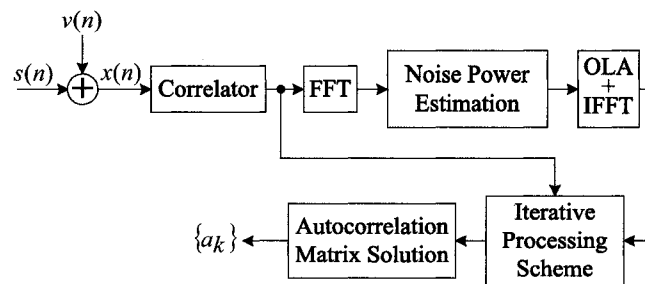 v(n)
s(n)
x(n)
Correlator
FFT
Noise Power
Estimation
OLA
+
IFFT
{a_k}
Autocorrelation
Matrix Solution
Iterative
Processing
Scheme